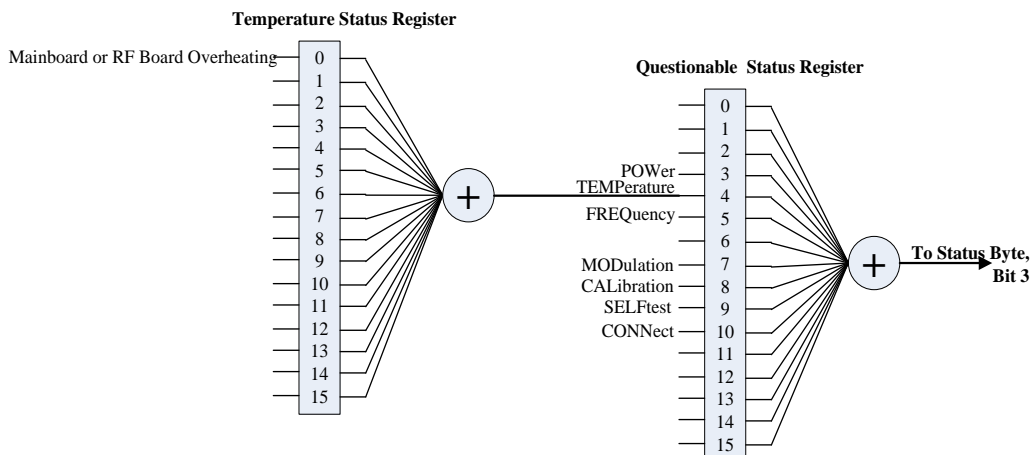 Temperature Status Register
Mainboard or RF Board Overheating
0
1
2
3
4
5
6
7
8
9
10
11
12
13
14
15
+
Questionable Status Register
0
1
2
POWer
3
TEMPerature
4
FREQuency
5
6
MODulation
7
CALibration
8
SELFtest
9
CONNect
10
11
12
13
14
15
+
To Status Byte,
Bit 3